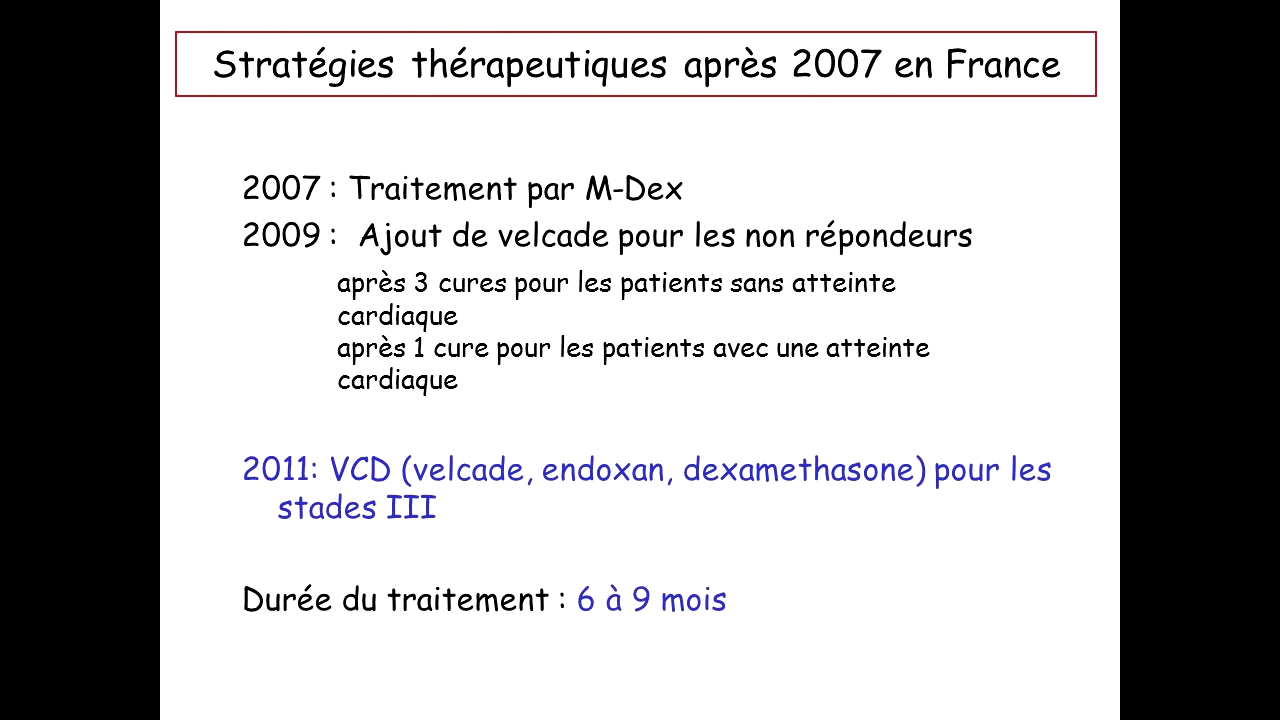 Stratégies thérapeutiques après 2007 en France
2007 : Traitement par M-Dex
2009 : Ajout de velcade pour les non répondeurs
après 3 cures pour les patients sans atteinte
cardiaque
après 1 cure pour les patients avec une atteinte
cardiaque
2011: VCD (velcade, endoxan, dexamethasone) pour les
stades III
Durée du traitement : 6 à 9 mois